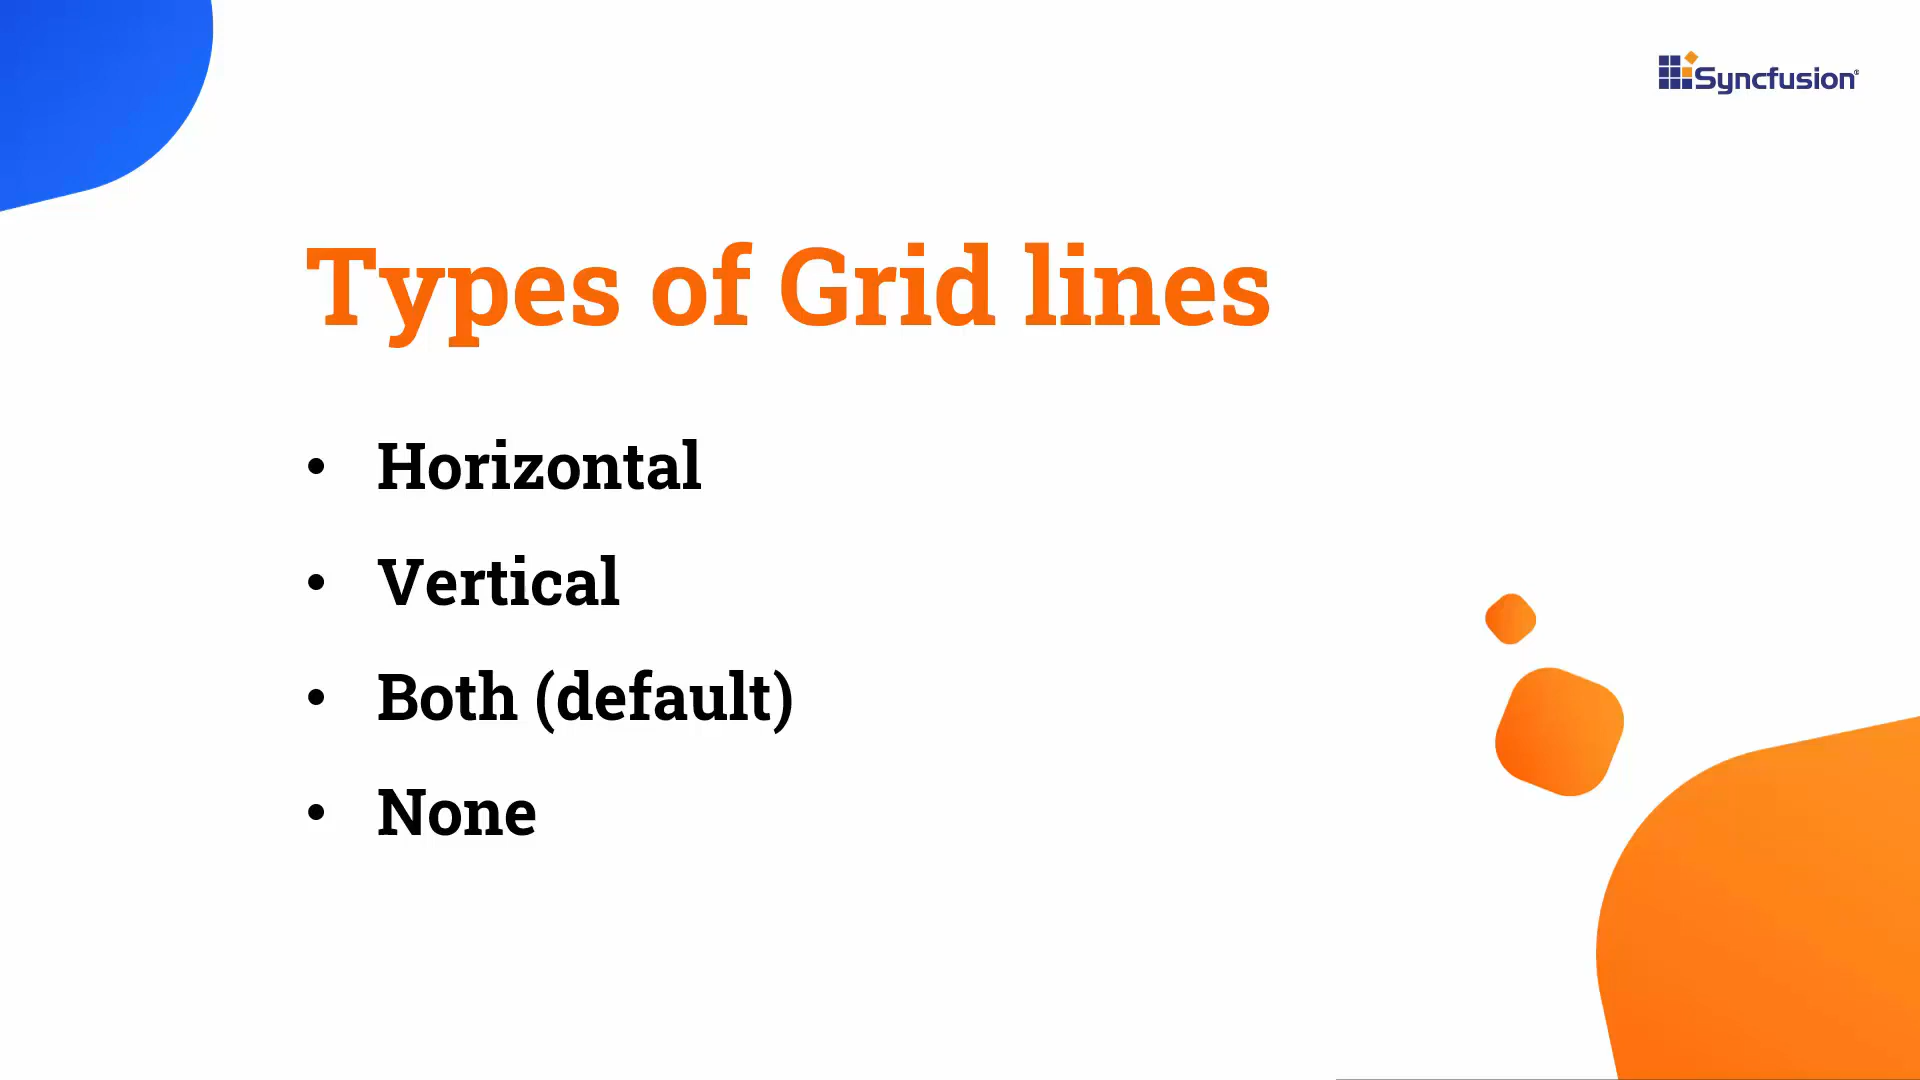 Syncfusion®
Types of Grid lines
• Horizontal
• Vertical
• Both (default)
• None